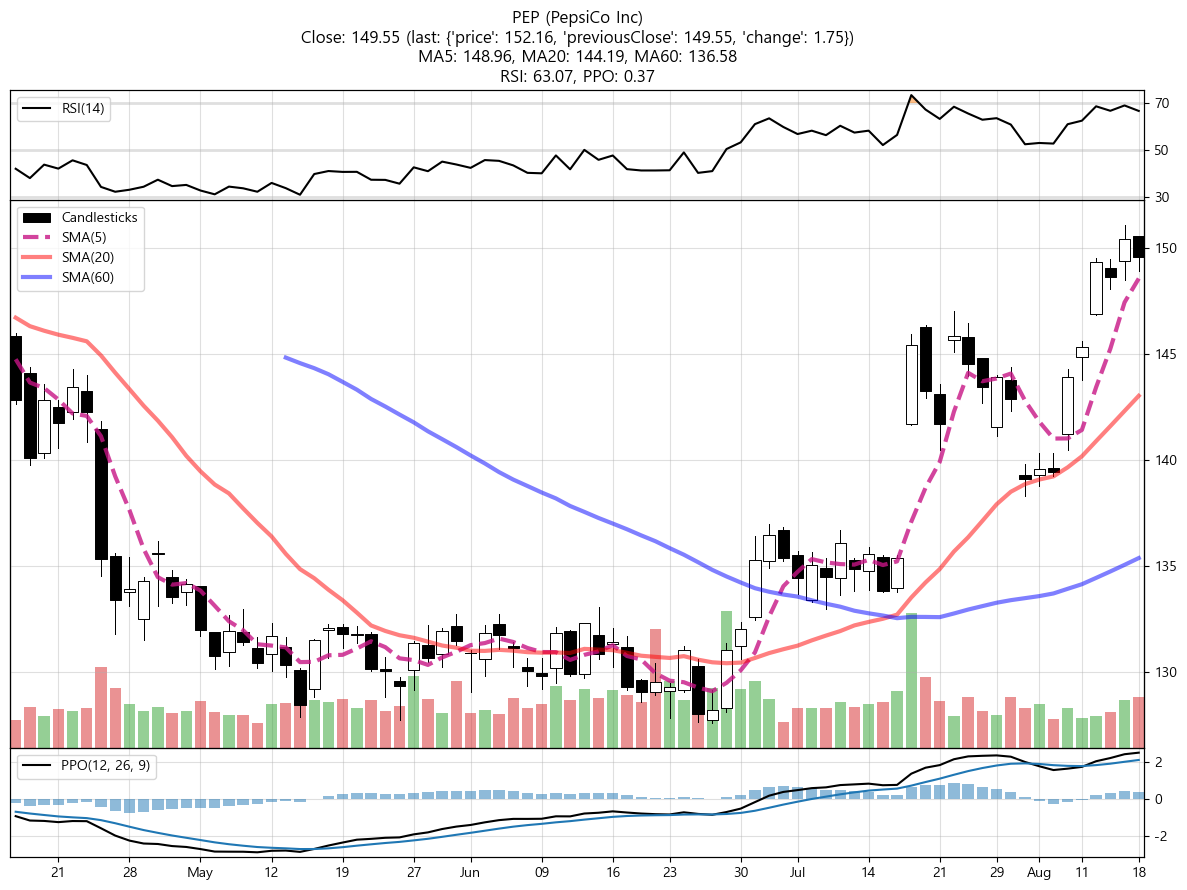 PEP (PepsiCo Inc)
Close: 149.55 (last: {'price': 152.16, 'previousClose': 149.55, 'change': 1.75})
MA5: 148.96, MA20: 144.19, MA60: 136.58
RSI: 63.07, PPO: 0.37
RSI(14)
70
50
30
Candlesticks
SMA(5)
SMA(20)
SMA(60)
150
145
140
135
130
PPO(12, 26, 9)
2
0
-2
21 28 May 12 19 27 Jun 09 16 23 30 Jul 14 21 29 Aug 11 18